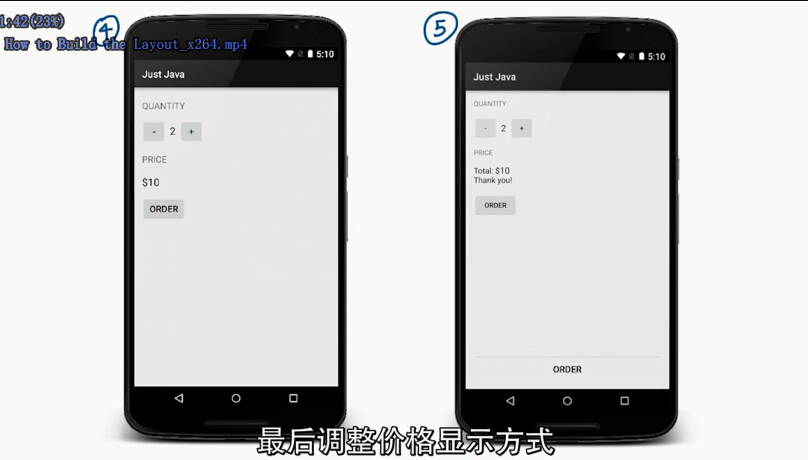 1:42(23%)
How to Build the Layout_x264.mp4
④
5:10
Just Java
QUANTITY
- 2 +
PRICE
$10
ORDER
⑤
5:10
Just Java
QUANTITY
- 2 +
PRICE
Total: $10
Thank you!
ORDER
ORDER
最后调整价格显示方式